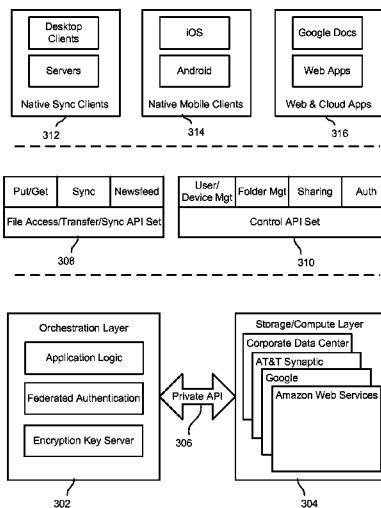 Desktop
Clients
Servers
Native Sync Clients
312
iOS
Android
Native Mobile Clients
314
Google Docs
Web Apps
Web & Cloud Apps
316
Put/Get
Sync
Newsfeed
File Access/Transfer/Sync API Set
308
User/
Device Mgt
Folder Mgt
Sharing
Auth
Control API Set
310
Orchestration Layer
Application Logic
Federated Authentication
Encryption Key Server
302
Private API
306
Storage/Compute Layer
Corporate Data Center
AT&T Synaptic
Google
Amazon Web Services
304